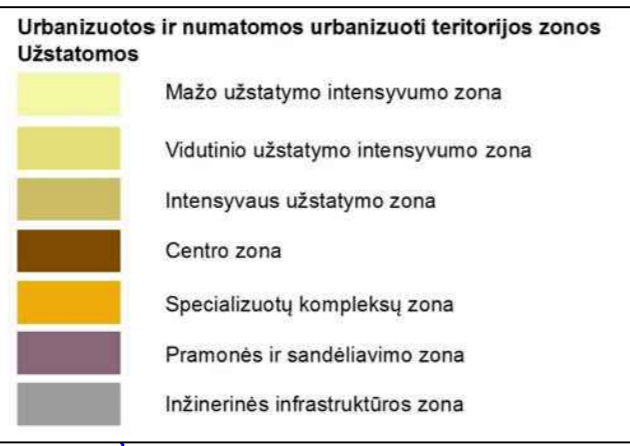 Urbanizuotos ir numatomos urbanizuoti teritorijos zonos
Užstatomos
Mažo užstatymo intensyvumo zona
Vidutinio užstatymo intensyvumo zona
Intensyvaus užstatymo zona
Centro zona
Specializuotų kompleksų zona
Pramonės ir sandėliavimo zona
Inžinerinės infrastruktūros zona